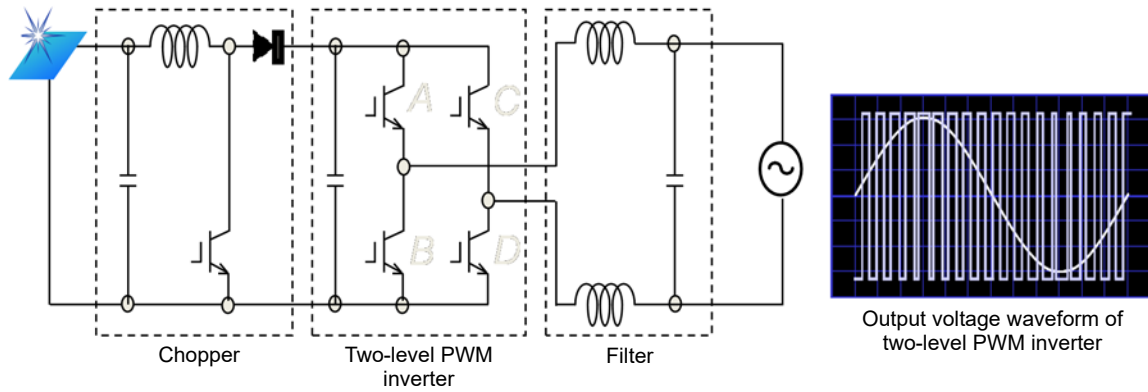 A
C
B
D
Chopper
Two-level PWM
inverter
Filter
Output voltage waveform of
two-level PWM inverter